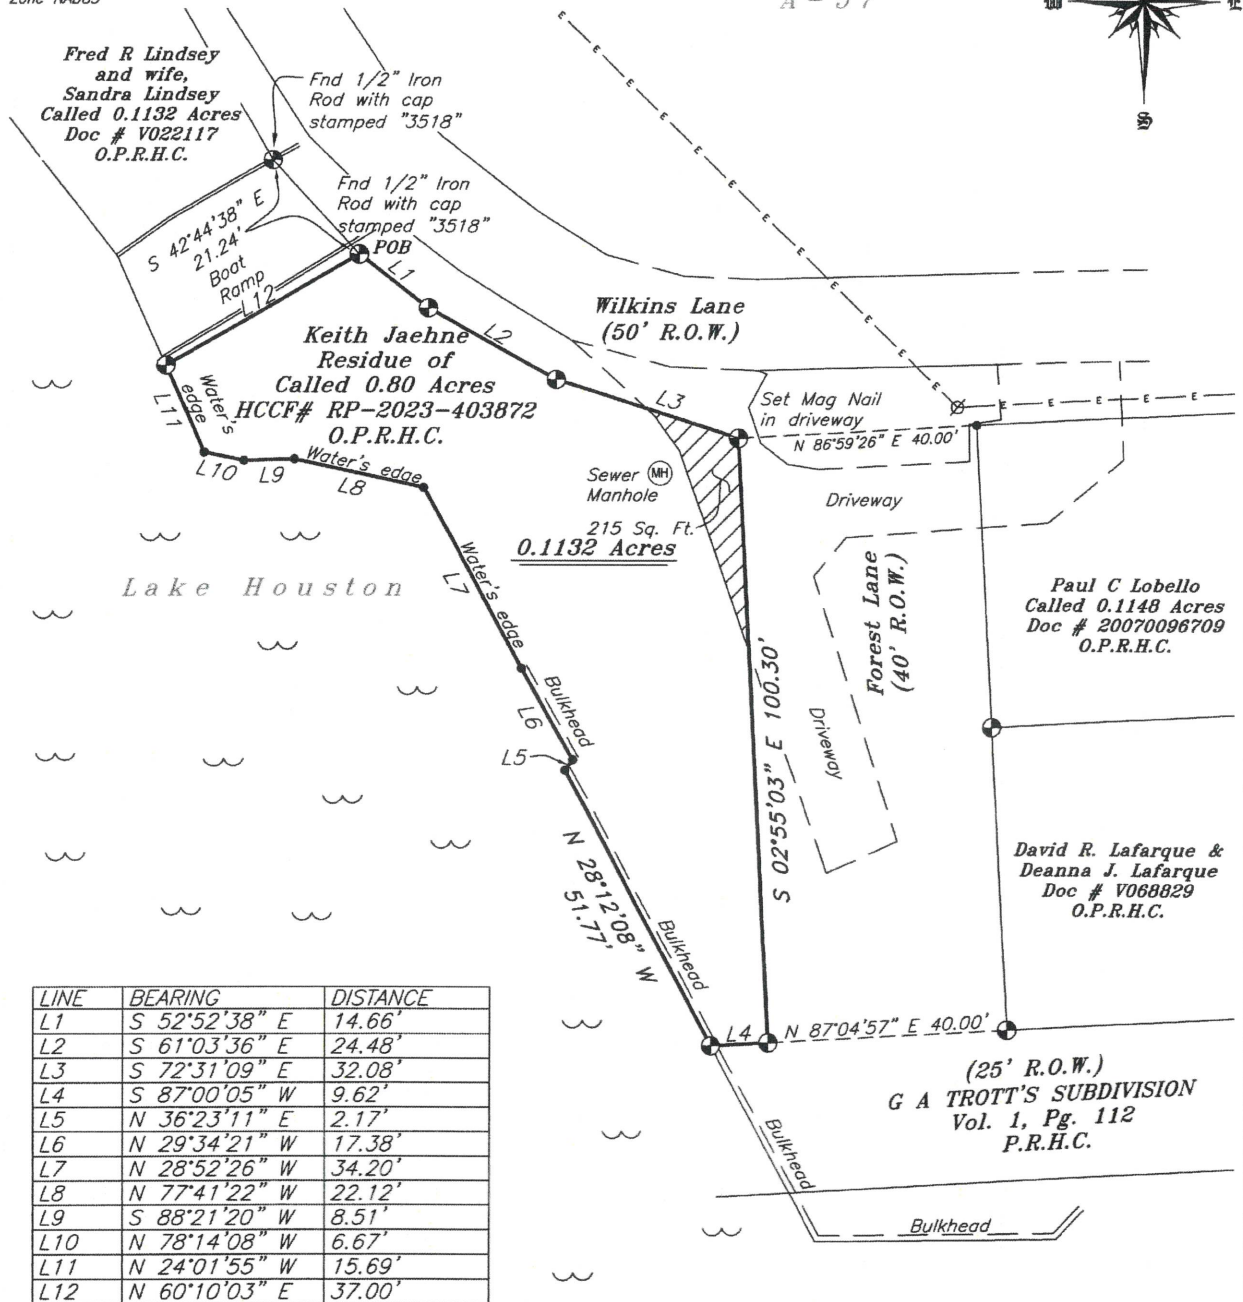 Zone NAD83
A-57
W
E
S
Fred R Lindsey
and wife,
Sandra Lindsey
Called 0.1132 Acres
Doc # V022117
O.P.R.H.C.
Fnd 1/2" Iron
Rod with cap
stamped "3518"
Fnd 1/2" Iron
Rod with cap
stamped "3518"
S 42°44'38" E
21.24'
Boat
Ramp
POB
L12
L1
L2
L3
Wilkins Lane
(50' R.O.W.)
Keith Jaehne
Residue of
Called 0.80 Acres
HCCF# RP-2023-403872
O.P.R.H.C.
Set Mag Nail
in driveway
N 86°59'26" E 40.00'
E E E E E E E E
E E E E E
Water's
edge
L11
L10
L9
Water's edge
L8
Sewer
Manhole
MH
215 Sq. Ft.
0.1132 Acres
Driveway
Lake Houston
Water's edge
L7
Forest Lane
(40' R.O.W.)
Paul C Lobello
Called 0.1148 Acres
Doc # 20070096709
O.P.R.H.C.
Bulkhead
L6
L5
Driveway
S 02°55'03" E 100.30'
N 28°12'08" W
51.77'
Bulkhead
David R. Lafarque &
Deanna J. Lafarque
Doc # V068829
O.P.R.H.C.
L4
N 87°04'57" E 40.00'
(25' R.O.W.)
G A TROTT'S SUBDIVISION
Vol. 1, Pg. 112
P.R.H.C.
Bulkhead
Bulkhead
LINE BEARING DISTANCE
L1 S 52°52'38" E 14.66'
L2 S 61°03'36" E 24.48'
L3 S 72°31'09" E 32.08'
L4 S 87°00'05" W 9.62'
L5 N 36°23'11" E 2.17'
L6 N 29°34'21" W 17.38'
L7 N 28°52'26" W 34.20'
L8 N 77°41'22" W 22.12'
L9 S 88°21'20" W 8.51'
L10 N 78°14'08" W 6.67'
L11 N 24°01'55" W 15.69'
L12 N 60°10'03" E 37.00'